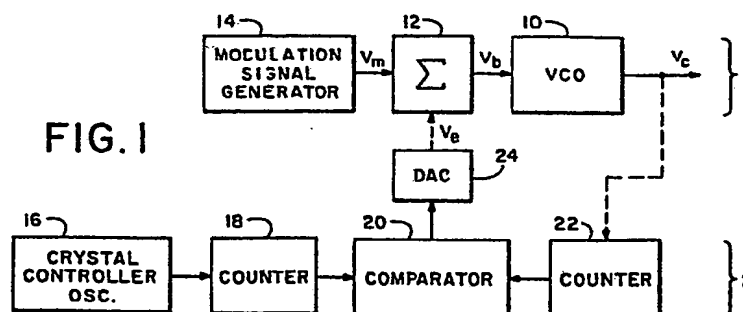 14
12
10
MODULATION
SIGNAL
GENERATOR
Vm
Σ
Vb
VCO
Vc
FIG. 1
Ve
DAC
24
16
18
20
22
CRYSTAL
CONTROLLER
OSC.
COUNTER
COMPARATOR
COUNTER